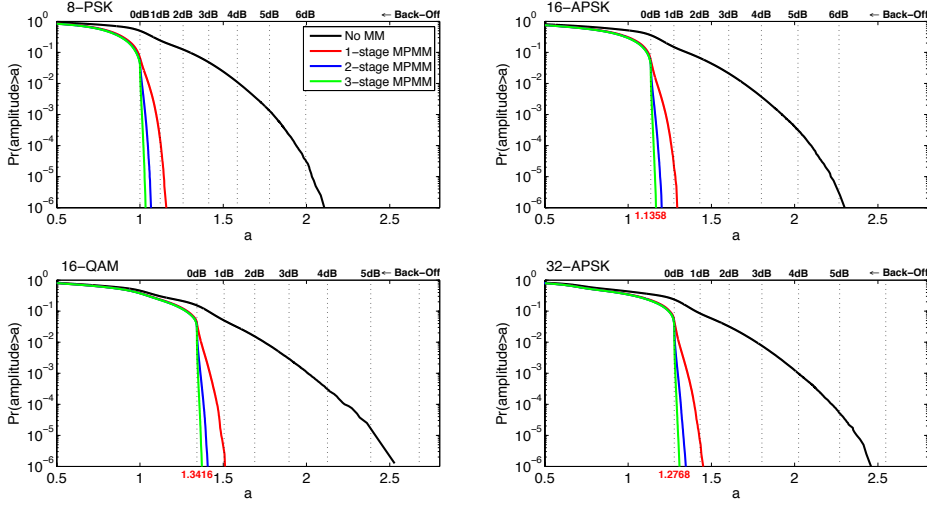 8−PSK
0dB 1dB 2dB 3dB 4dB 5dB 6dB ← Back−Off
No MM
1−stage MPMM
2−stage MPMM
3−stage MPMM
Pr(amplitude>a)
10^0
10^−1
10^−2
10^−3
10^−4
10^−5
10^−6
0.5 1 1.5 2 2.5
a
16−APSK
0dB 1dB 2dB 3dB 4dB 5dB ← Back−Off
Pr(amplitude>a)
10^0
10^−1
10^−2
10^−3
10^−4
10^−5
10^−6
0.5 1 1.5 2 2.5
1.1358
a
16−QAM
0dB 1dB 2dB 3dB 4dB 5dB ← Back−Off
Pr(amplitude>a)
10^0
10^−1
10^−2
10^−3
10^−4
10^−5
10^−6
0.5 1 1.5 2 2.5
1.3416
a
32−APSK
0dB 1dB 2dB 3dB 4dB 5dB ← Back−Off
Pr(amplitude>a)
10^0
10^−1
10^−2
10^−3
10^−4
10^−5
10^−6
0.5 1 1.5 2 2.5
1.2768
a